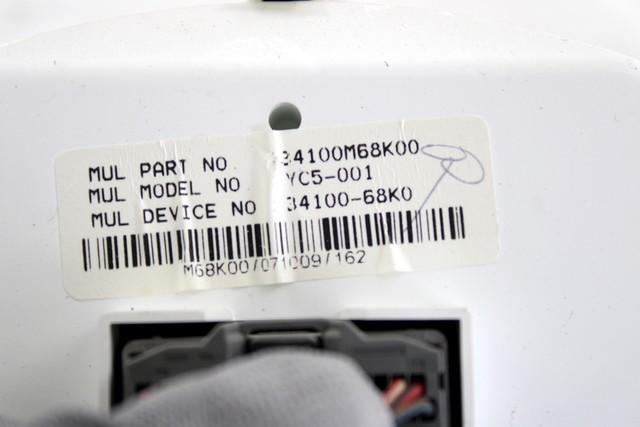 MUL PART NO 34100M68K00
MUL MODEL NO YC5-001
MUL DEVICE NO 34100-68K0
M68K00/071009/162